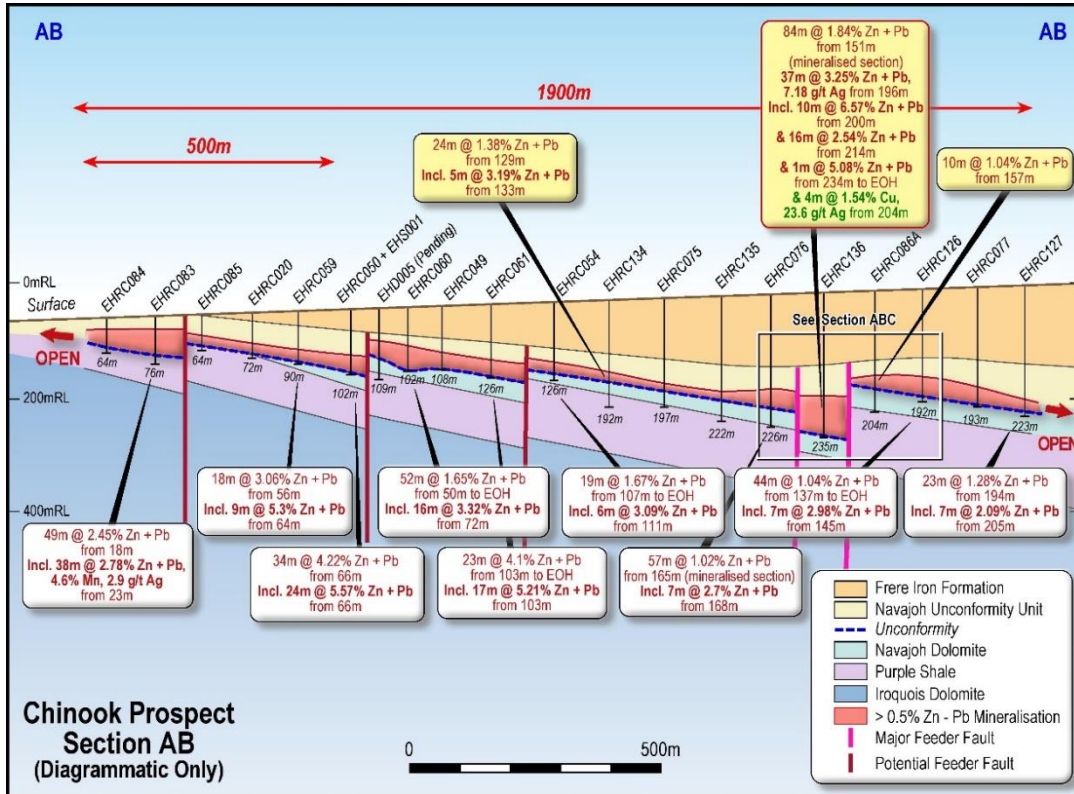 AB
AB
1900m
500m
84m @ 1.84% Zn + Pb
from 151m
(mineralised section)
37m @ 3.25% Zn + Pb,
7.18 g/t Ag from 196m
Incl. 10m @ 6.57% Zn + Pb
from 200m
& 16m @ 2.54% Zn + Pb
from 214m
& 1m @ 5.08% Zn + Pb
from 234m to EOH
& 4m @ 1.54% Cu,
23.6 g/t Ag from 204m
24m @ 1.38% Zn + Pb
from 129m
Incl. 5m @ 3.19% Zn + Pb
from 133m
10m @ 1.04% Zn + Pb
from 157m
EHRC084
EHRC083
EHRC085
EHRC020
EHRC059
EHRC050 + EHS001
EHD005 (Pending)
EHRC060
EHRC049
EHRC061
EHRC054
EHRC134
EHRC075
EHRC135
EHRC076
EHRC136
EHRC086A
EHRC126
EHRC077
EHRC127
0mRL
Surface
See Section ABC
OPEN
64m
76m
64m
72m
90m
102m
109m
102m
108m
126m
126m
192m
197m
222m
226m
235m
204m
192m
193m
223m
OPEN
200mRL
400mRL
49m @ 2.45% Zn + Pb
from 18m
Incl. 38m @ 2.78% Zn + Pb,
4.6% Mn, 2.9 g/t Ag
from 23m
18m @ 3.06% Zn + Pb
from 56m
Incl. 9m @ 5.3% Zn + Pb
from 64m
34m @ 4.22% Zn + Pb
from 66m
Incl. 24m @ 5.57% Zn + Pb
from 66m
52m @ 1.65% Zn + Pb
from 50m to EOH
Incl. 16m @ 3.32% Zn + Pb
from 72m
23m @ 4.1% Zn + Pb
from 103m to EOH
Incl. 17m @ 5.21% Zn + Pb
from 103m
19m @ 1.67% Zn + Pb
from 107m to EOH
Incl. 6m @ 3.09% Zn + Pb
from 111m
57m @ 1.02% Zn + Pb
from 165m (mineralised section)
Incl. 7m @ 2.7% Zn + Pb
from 168m
44m @ 1.04% Zn + Pb
from 137m to EOH
Incl. 7m @ 2.98% Zn + Pb
from 145m
23m @ 1.28% Zn + Pb
from 194m
Incl. 7m @ 2.09% Zn + Pb
from 205m
Frere Iron Formation
Navajoh Unconformity Unit
Unconformity
Navajoh Dolomite
Purple Shale
Iroquois Dolomite
> 0.5% Zn - Pb Mineralisation
Major Feeder Fault
Potential Feeder Fault
Chinook Prospect
Section AB
(Diagrammatic Only)
0
500m